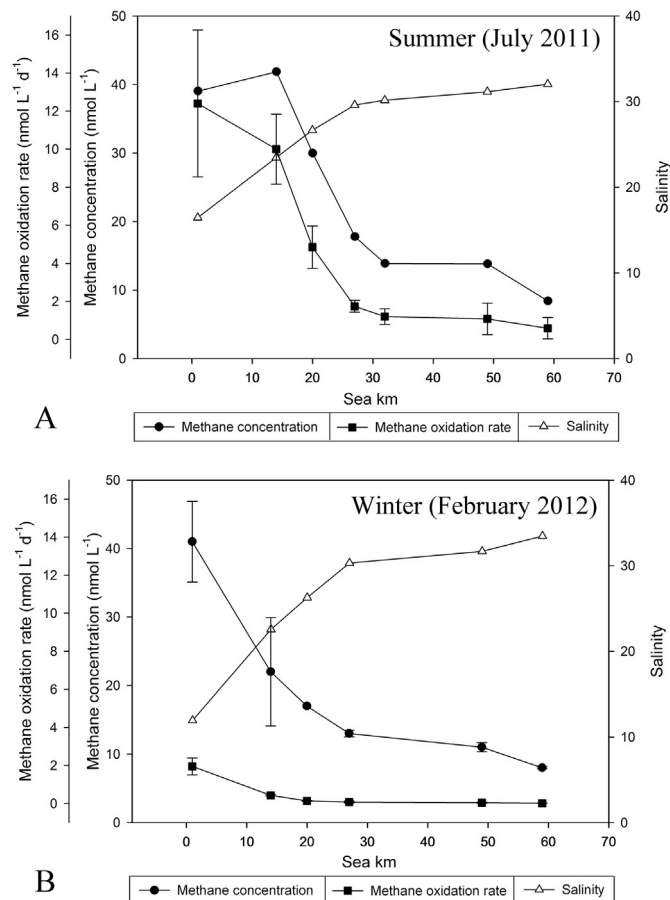 Summer (July 2011)
Methane oxidation rate (nmol L⁻¹ d⁻¹)
16
14
12
10
8
6
4
2
0
Methane concentration (nmol L⁻¹)
50
40
30
20
10
0
Salinity
40
30
20
10
0
0 10 20 30 40 50 60 70
Sea km
A
Methane concentration Methane oxidation rate Salinity
Winter (February 2012)
Methane oxidation rate (nmol L⁻¹ d⁻¹)
16
14
12
10
8
6
4
2
0
Methane concentration (nmol L⁻¹)
50
40
30
20
10
0
Salinity
40
30
20
10
0
0 10 20 30 40 50 60 70
Sea km
B
Methane concentration Methane oxidation rate Salinity